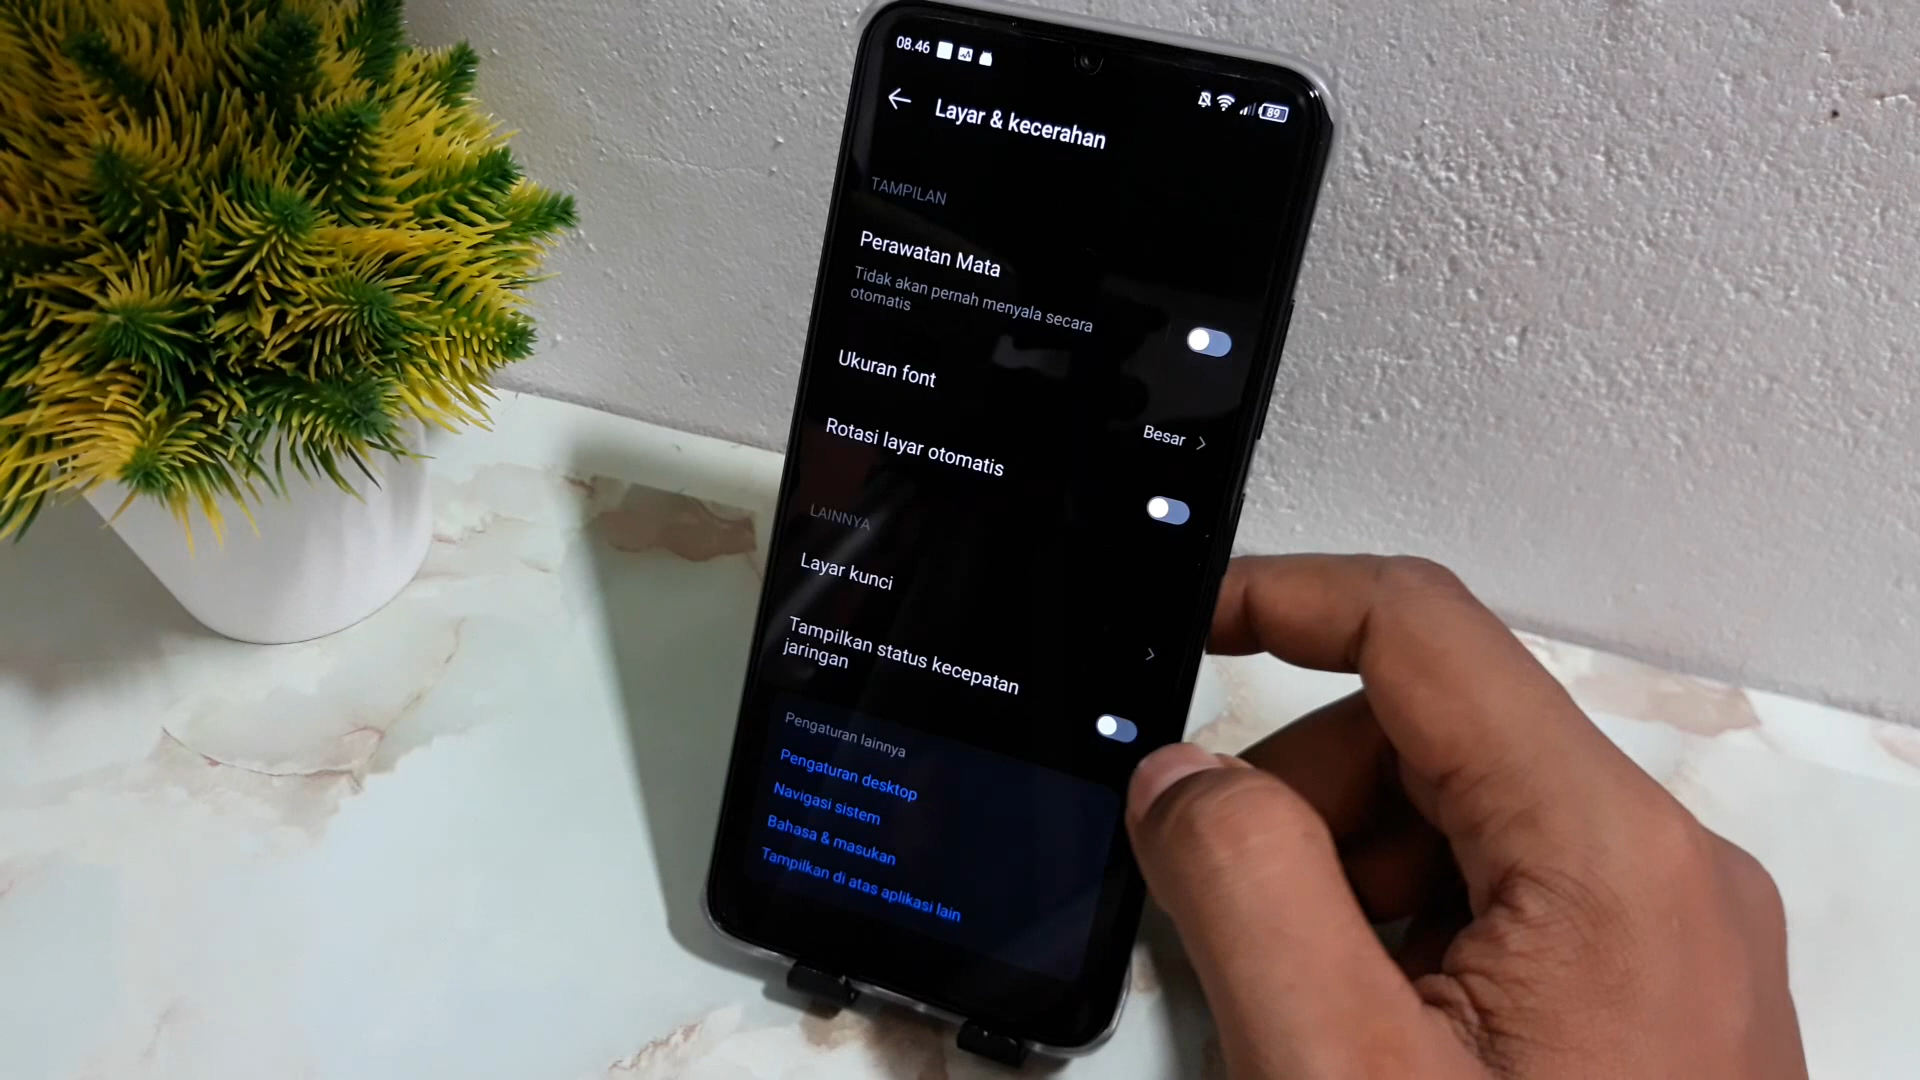 08.46
89
Layar & kecerahan
TAMPILAN
Perawatan Mata
Tidak akan pernah menyala secara
otomatis
Ukuran font
Besar
Rotasi layar otomatis
LAINNYA
Layar kunci
Tampilkan status kecepatan
jaringan
Pengaturan lainnya
Pengaturan desktop
Navigasi sistem
Bahasa & masukan
Tampilkan di atas aplikasi lain